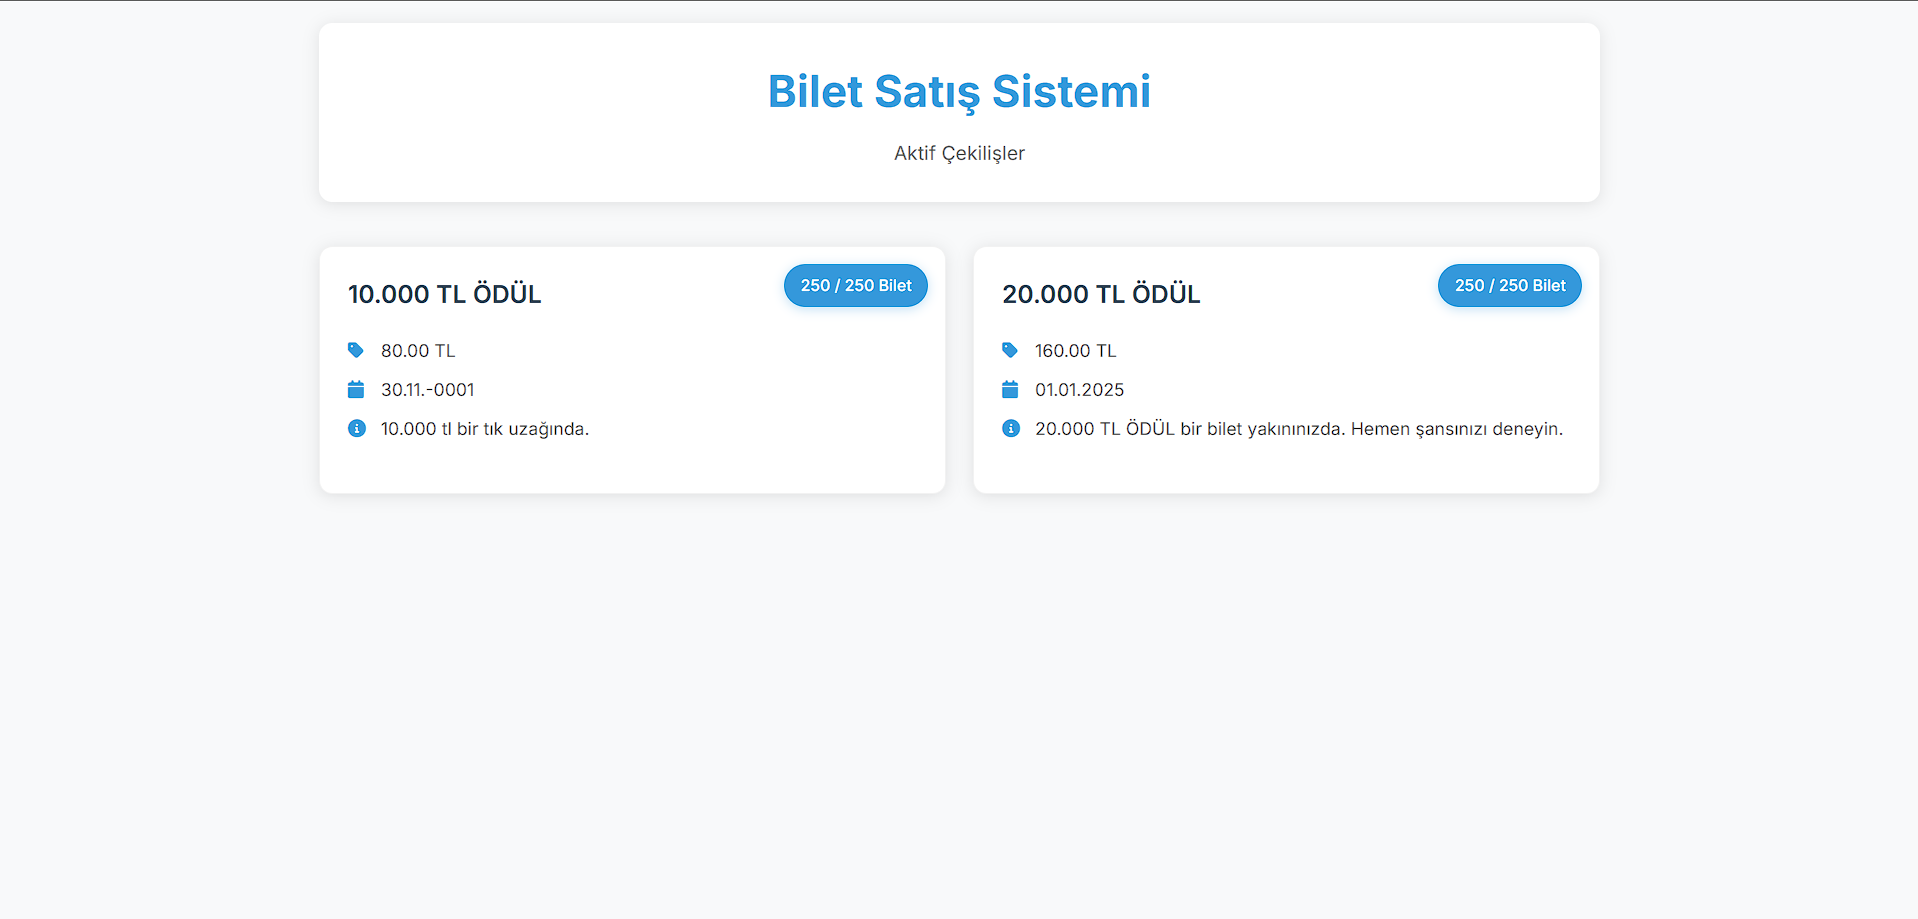 Bilet Satış Sistemi
Aktif Çekilişler
10.000 TL ÖDÜL
250 / 250 Bilet
80.00 TL
30.11.-0001
10.000 tl bir tık uzağında.
20.000 TL ÖDÜL
250 / 250 Bilet
160.00 TL
01.01.2025
20.000 TL ÖDÜL bir bilet yakınınızda. Hemen şansınızı deneyin.